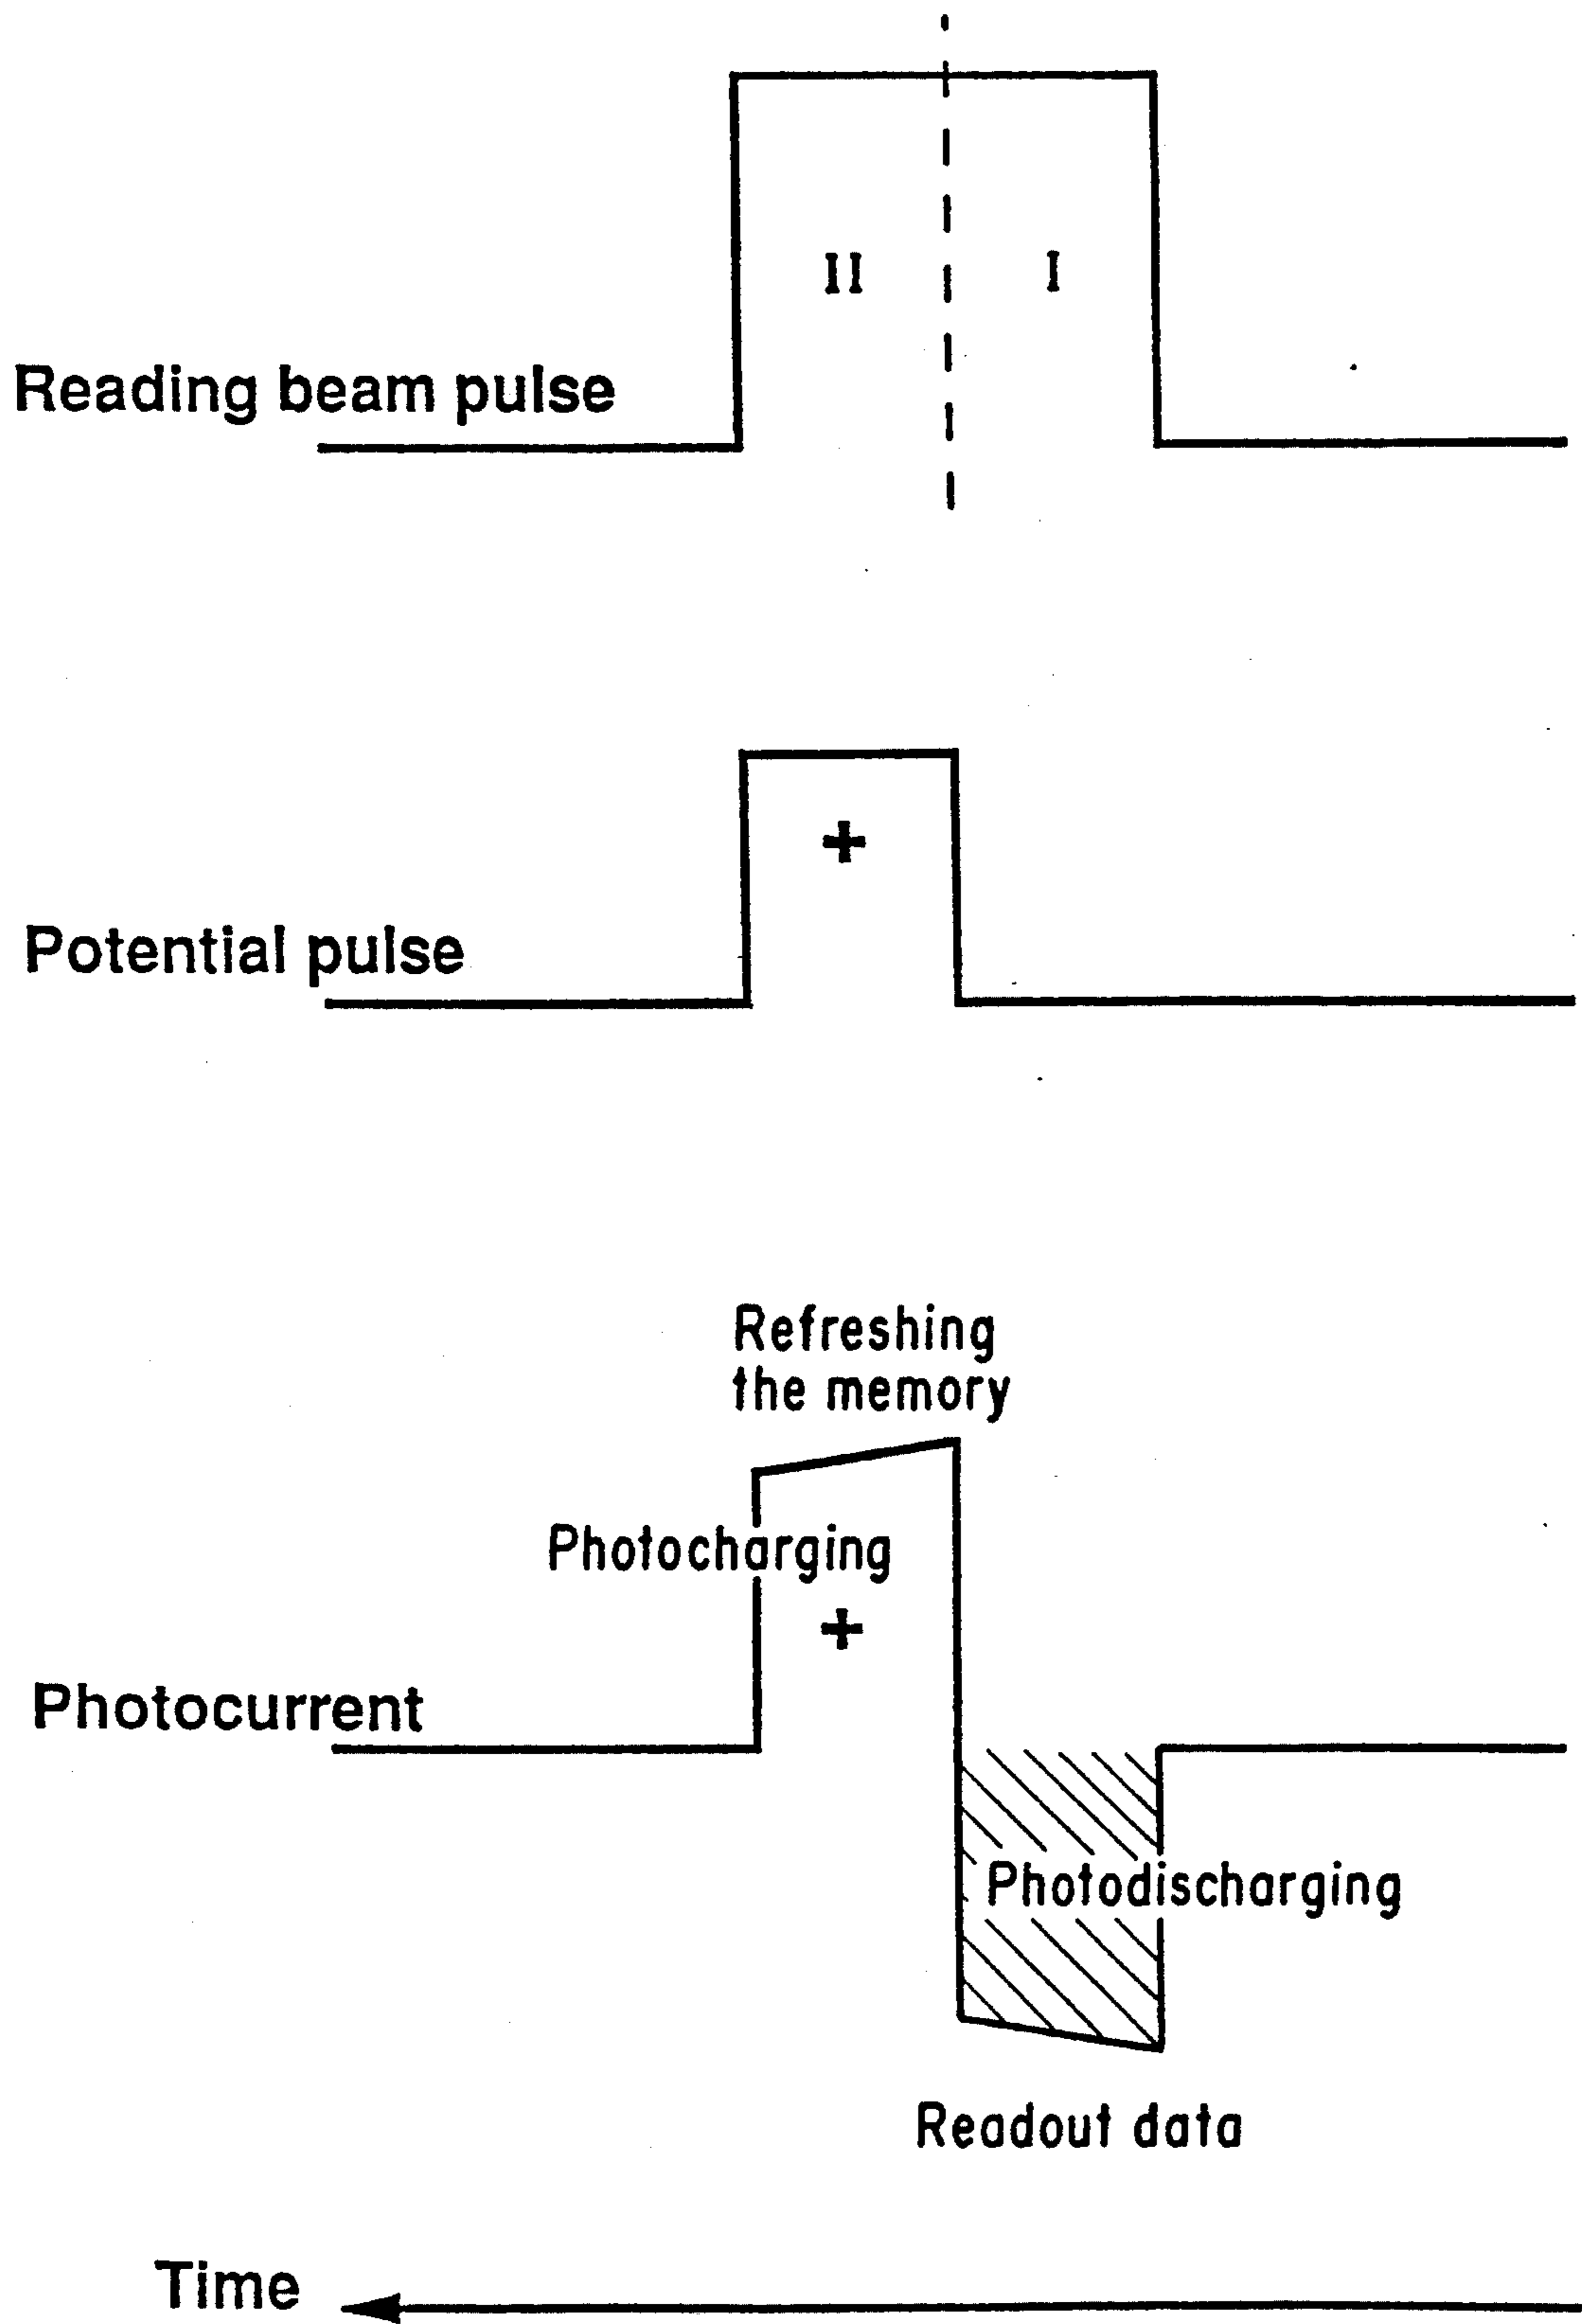 II
I
Reading beam pulse
+
Potential pulse
Refreshing
the memory
Photocharging
+
Photocurrent
Photodischarging
Readout data
Time